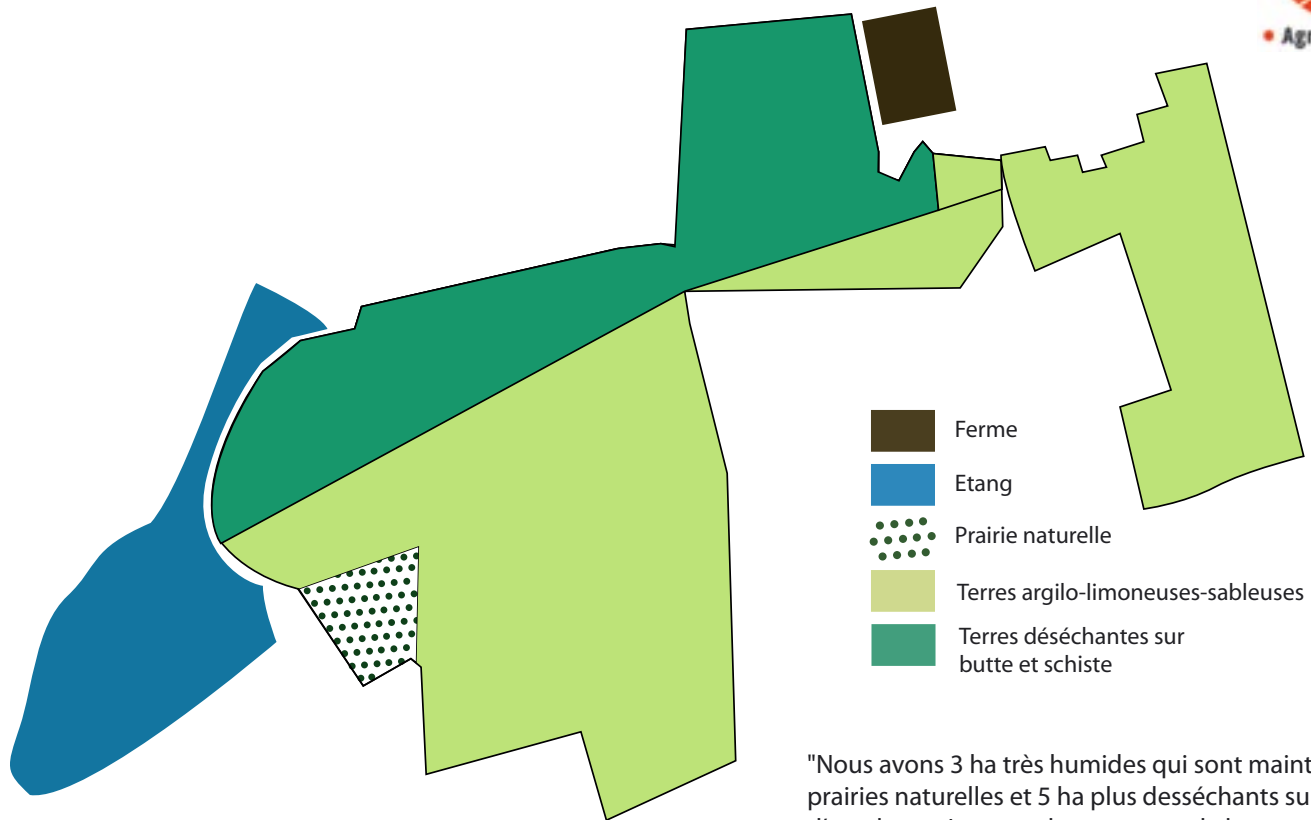 • Agr
Ferme
Etang
Prairie naturelle
Terres argilo-limoneuses-sableuses
Terres déséchantes sur
butte et schiste
"Nous avons 3 ha très humides qui sont maint
prairies naturelles et 5 ha plus desséchants su